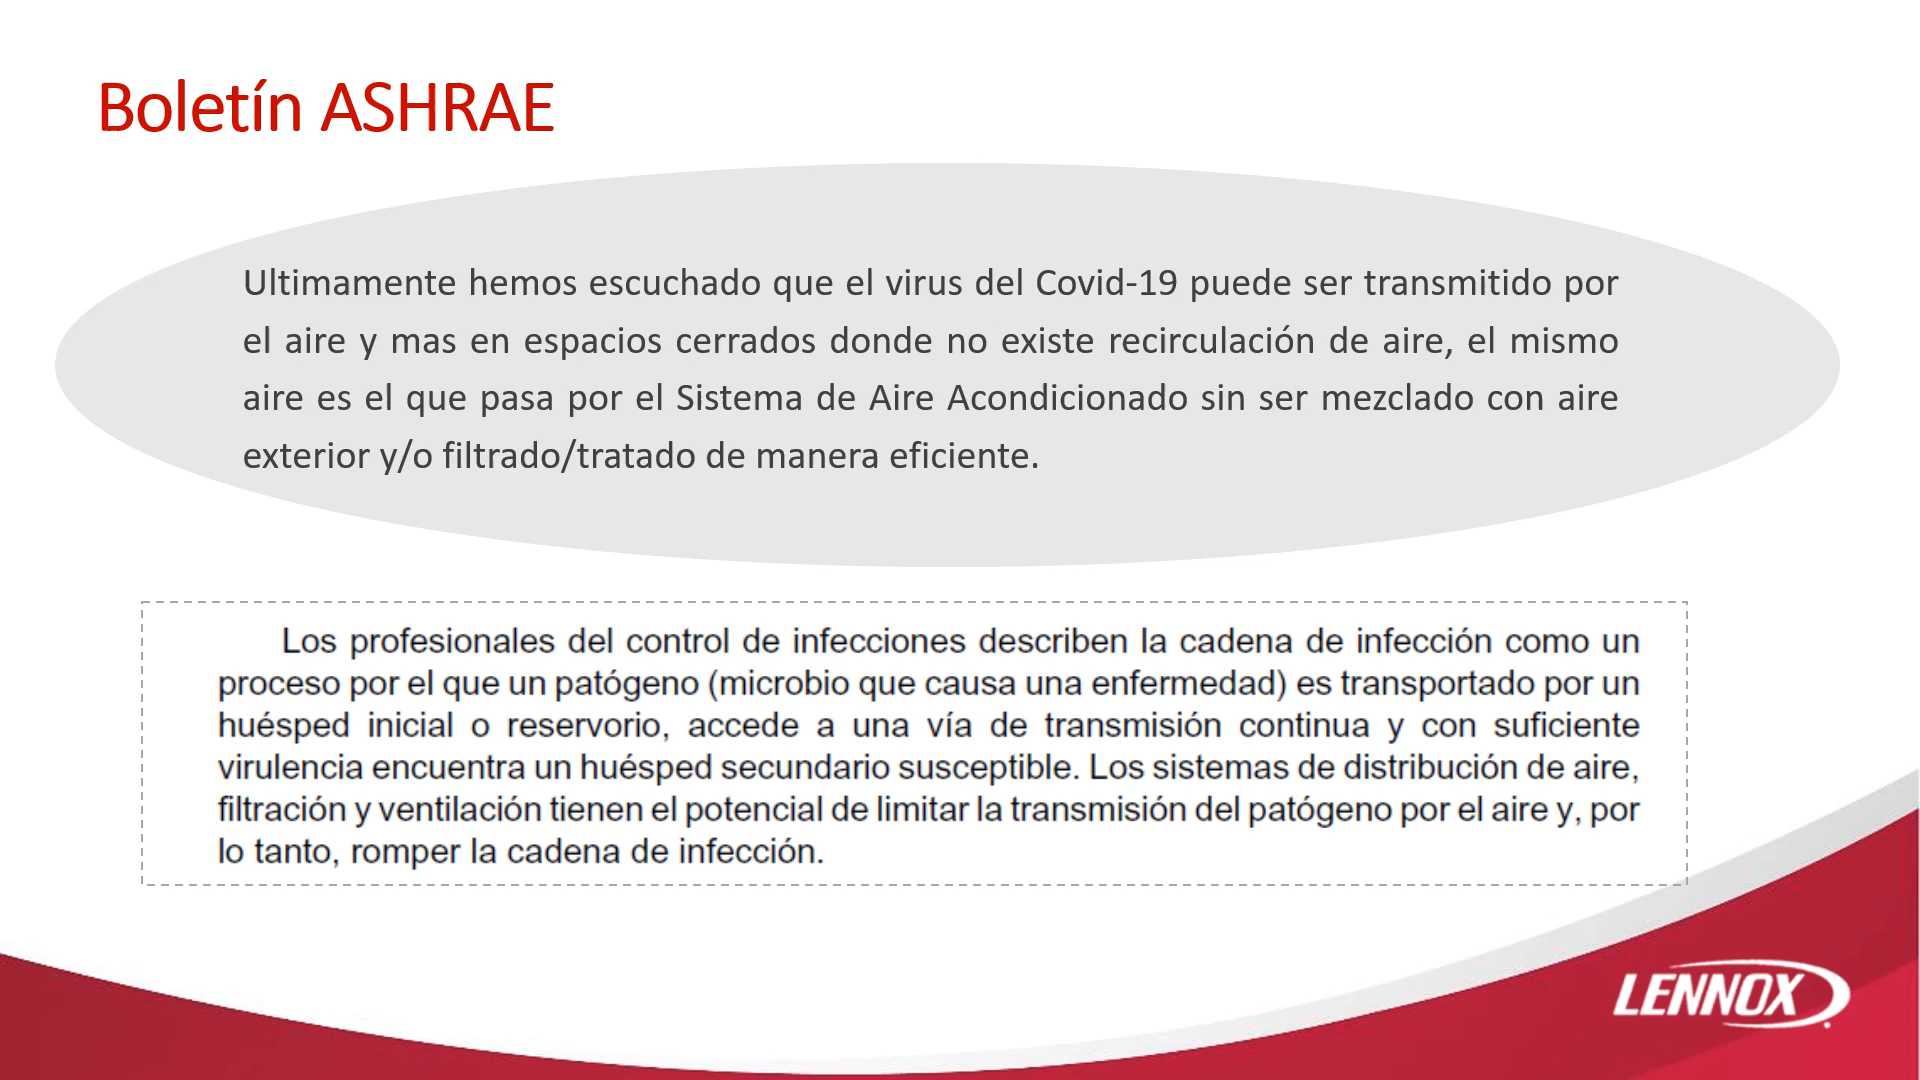 Boletín ASHRAE
Ultimamente hemos escuchado que el virus del Covid-19 puede ser transmitido por
el aire y mas en espacios cerrados donde no existe recirculación de aire, el mismo
aire es el que pasa por el Sistema de Aire Acondicionado sin ser mezclado con aire
exterior y/o filtrado/tratado de manera eficiente.
Los profesionales del control de infecciones describen la cadena de infección como un
proceso por el que un patógeno (microbio que causa una enfermedad) es transportado por un
huésped inicial o reservorio, accede a una vía de transmisión continua y con suficiente
virulencia encuentra un huésped secundario susceptible. Los sistemas de distribución de aire,
filtración y ventilación tienen el potencial de limitar la transmisión del patógeno por el aire y, por
lo tanto, romper la cadena de infección.
LENNOX